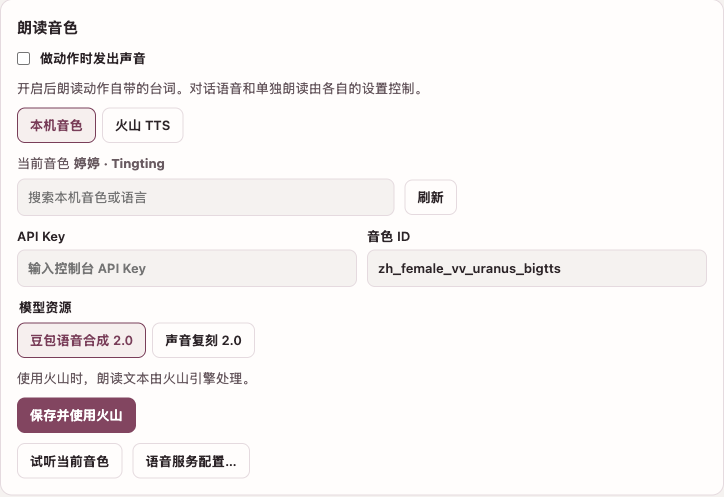 朗读音色
做动作时发出声音
开启后朗读动作自带的台词。对话语音和单独朗读由各自的设置控制。
本机音色 火山 TTS
当前音色 婷婷 · Tingting
搜索本机音色或语言 刷新
API Key 音色 ID
输入控制台 API Key zh_female_vv_uranus_bigtts
模型资源
豆包语音合成 2.0 声音复刻 2.0
使用火山时，朗读文本由火山引擎处理。
保存并使用火山
试听当前音色 语音服务配置...